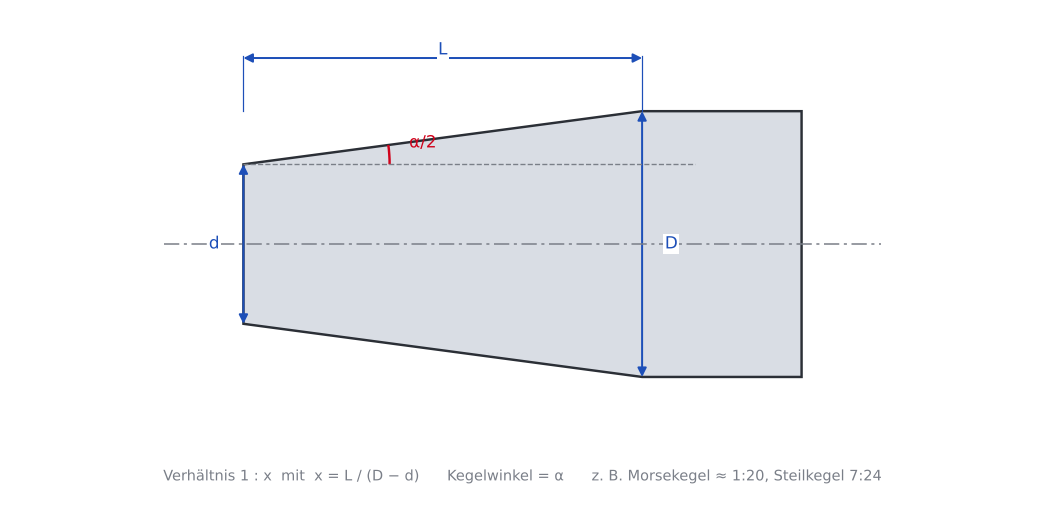 L
α/2
d
D
Verhältnis 1 : x  mit  x = L / (D − d)      Kegelwinkel = α      z. B. Morsekegel ≈ 1:20, Steilkegel 7:24